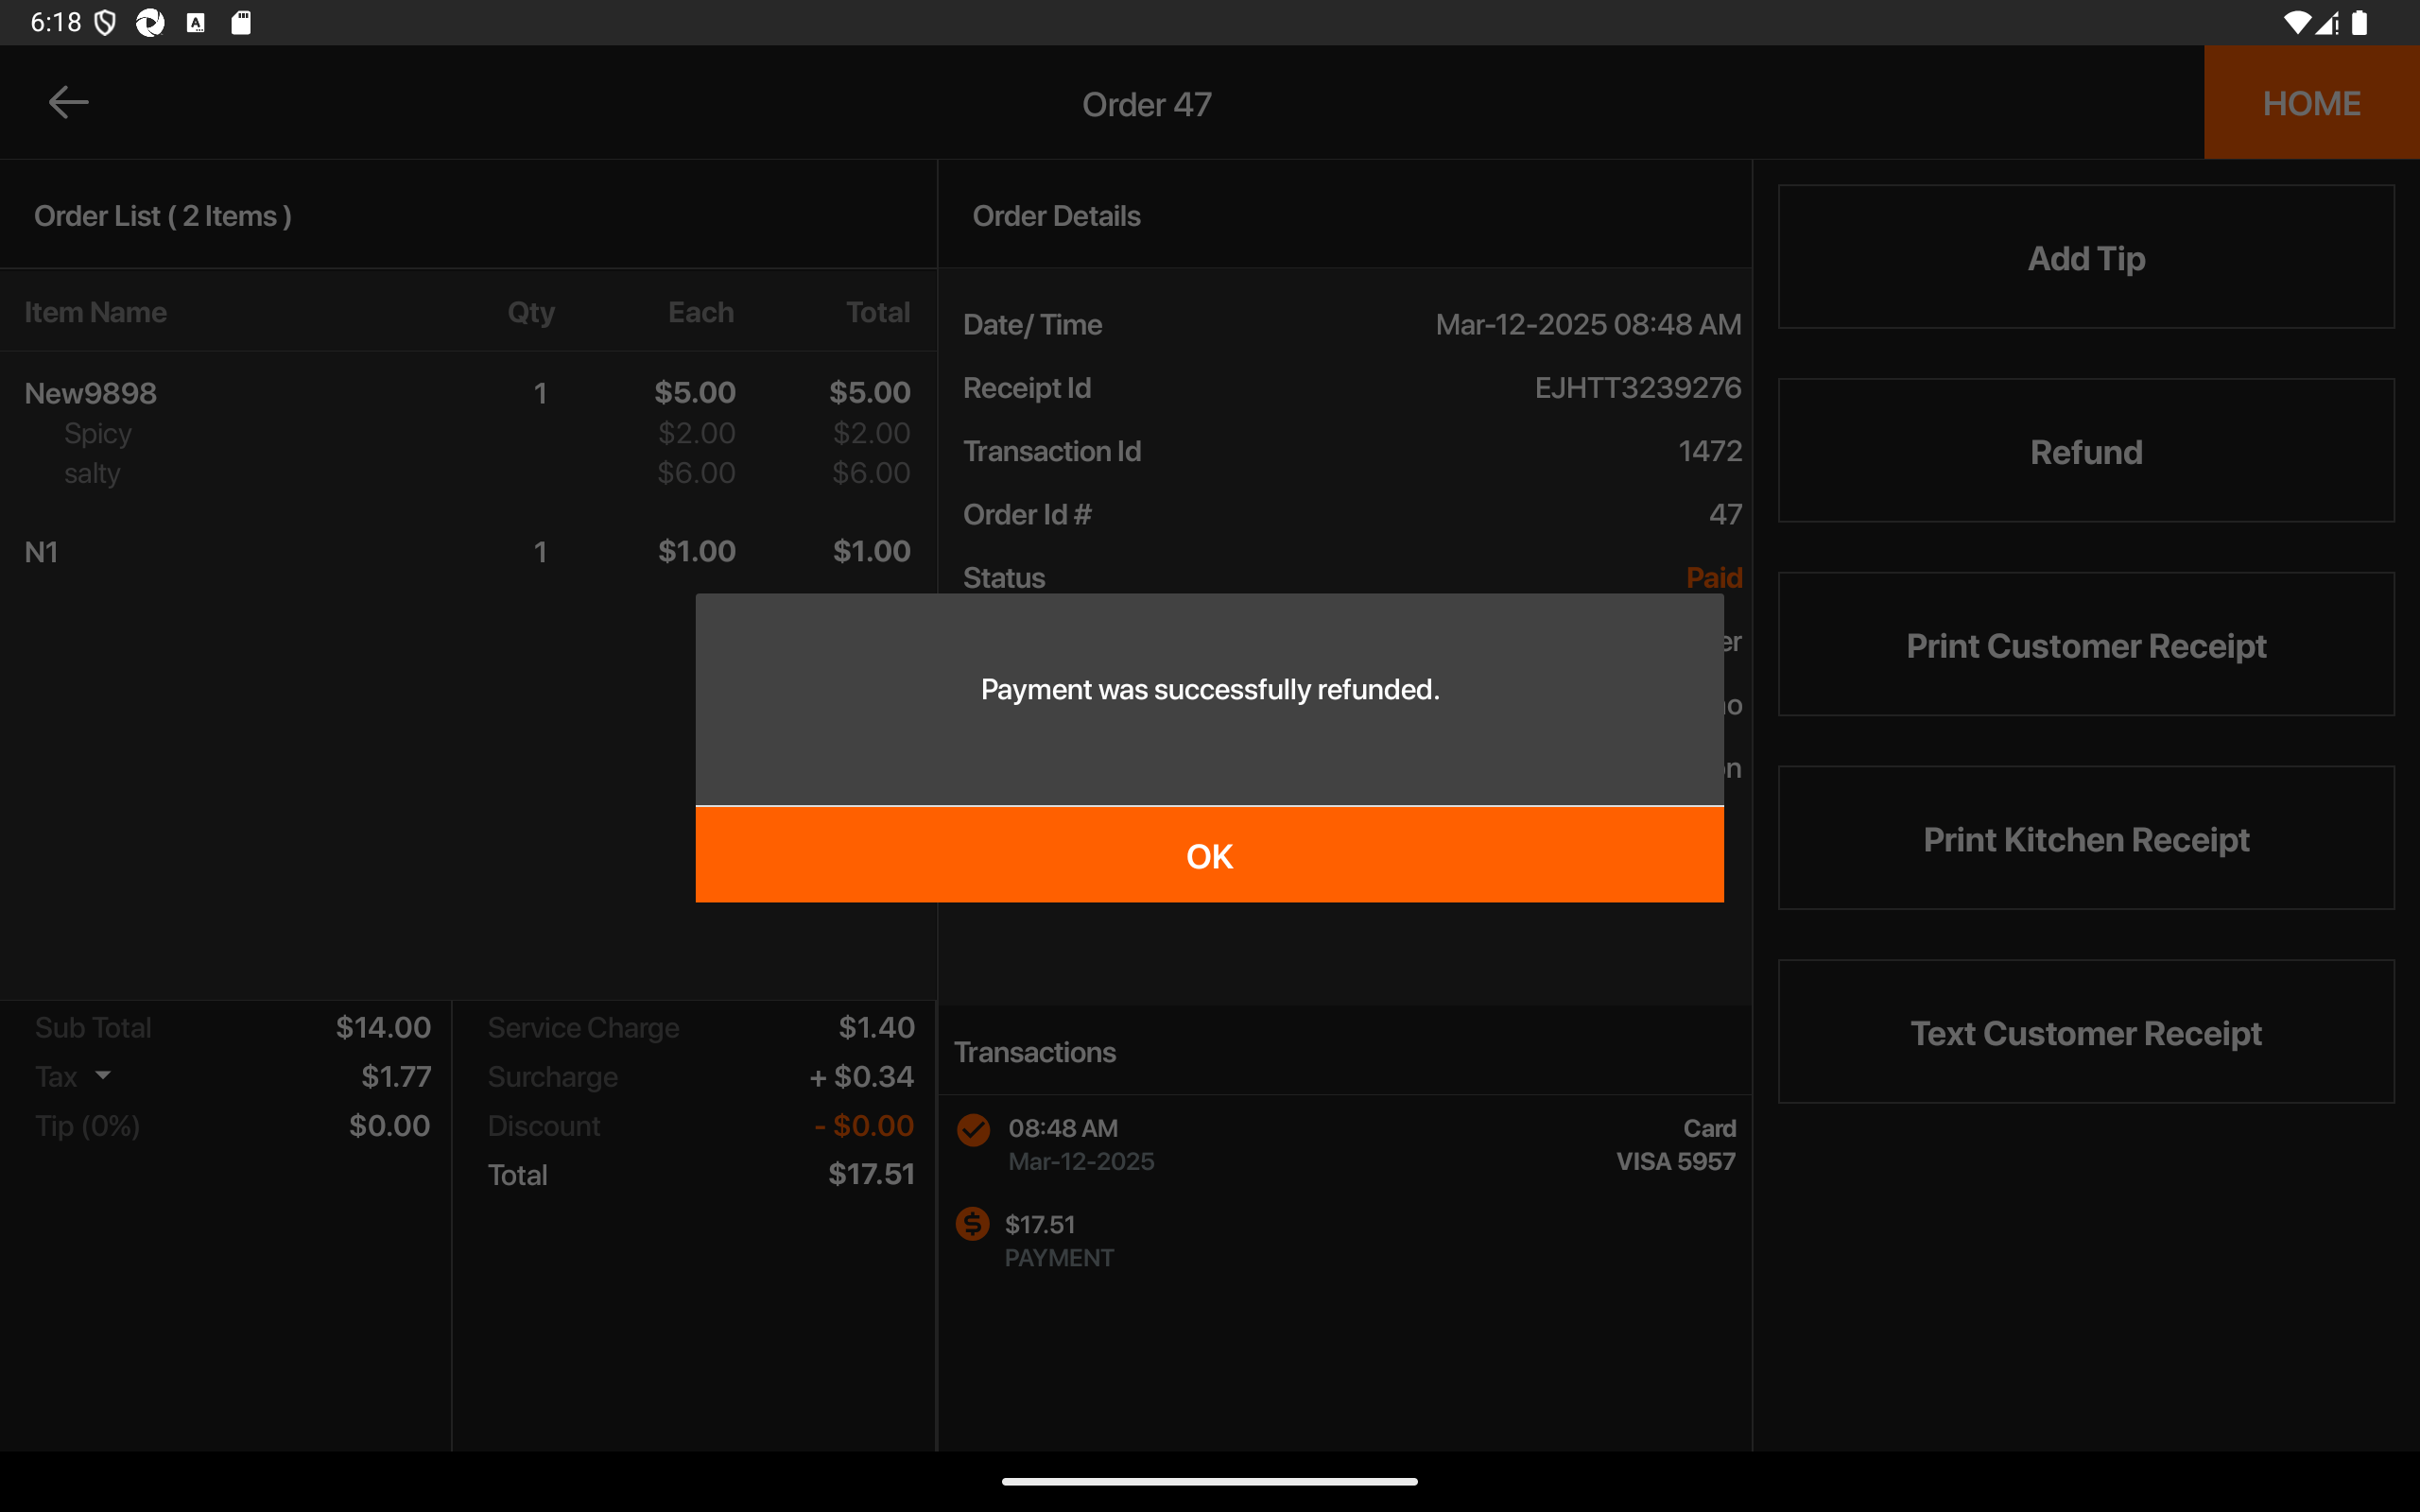 6:18
Order 47
HOME
Order List ( 2 Items )
Item Name Qty Each Total
New9898 1 $5.00 $5.00
Spicy $2.00 $2.00
salty $6.00 $6.00
N1 1 $1.00 $1.00
Sub Total $14.00
Tax $1.77
Tip (0%) $0.00
Service Charge $1.40
Surcharge + $0.34
Discount - $0.00
Total $17.51
Order Details
Date/ Time Mar-12-2025 08:48 AM
Receipt Id EJHTT3239276
Transaction Id 1472
Order Id # 47
Status Paid
er
n
Payment was successfully refunded.
OK
Transactions
08:48 AM Card
Mar-12-2025 VISA 5957
$17.51
PAYMENT
Add Tip
Refund
Print Customer Receipt
Print Kitchen Receipt
Text Customer Receipt